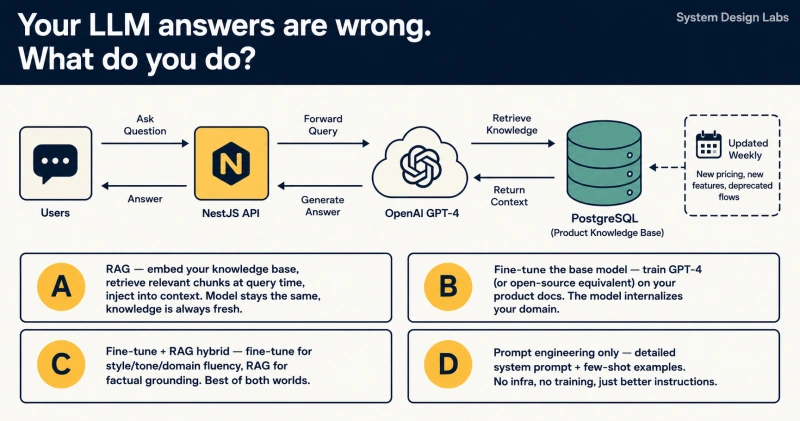 Your LLM answers are wrong.
What do you do?
System Design Labs
Ask
Question
Forward
Query
Retrieve
Knowledge
Updated
Weekly
New pricing, new
features, deprecated
flows
N
Answer
Generate
Answer
Return
Context
Users
NestJS API
OpenAI GPT-4
PostgreSQL
(Product Knowledge Base)
A
RAG — embed your knowledge base,
retrieve relevant chunks at query time,
inject into context. Model stays the same,
knowledge is always fresh.
B
Fine-tune the base model — train GPT-4
(or open-source equivalent) on your
product docs. The model internalizes
your domain.
C
Fine-tune + RAG hybrid — fine-tune for
style/tone/domain fluency, RAG for
factual grounding. Best of both worlds.
D
Prompt engineering only — detailed
system prompt + few-shot examples.
No infra, no training, just better instructions.